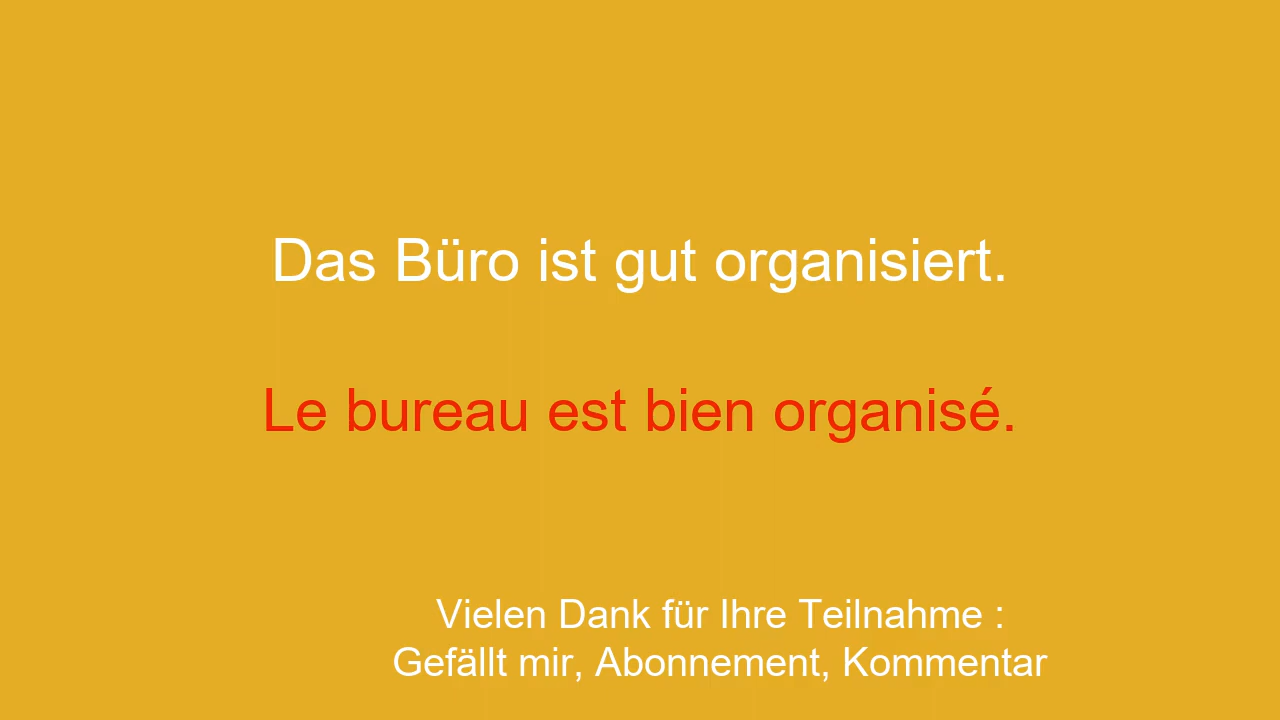 Das Büro ist gut organisiert.
Le bureau est bien organisé.
Vielen Dank für Ihre Teilnahme :
Gefällt mir, Abonnement, Kommentar